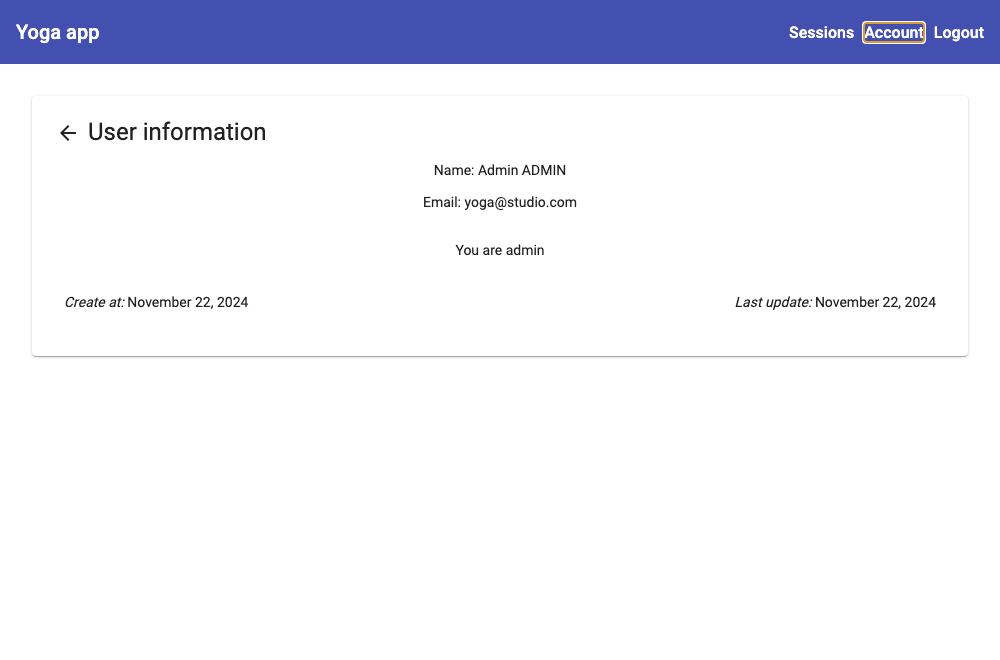 Yoga app
Sessions Account Logout
User information
Name: Admin ADMIN
Email: yoga@studio.com
You are admin
Create at: November 22, 2024
Last update: November 22, 2024